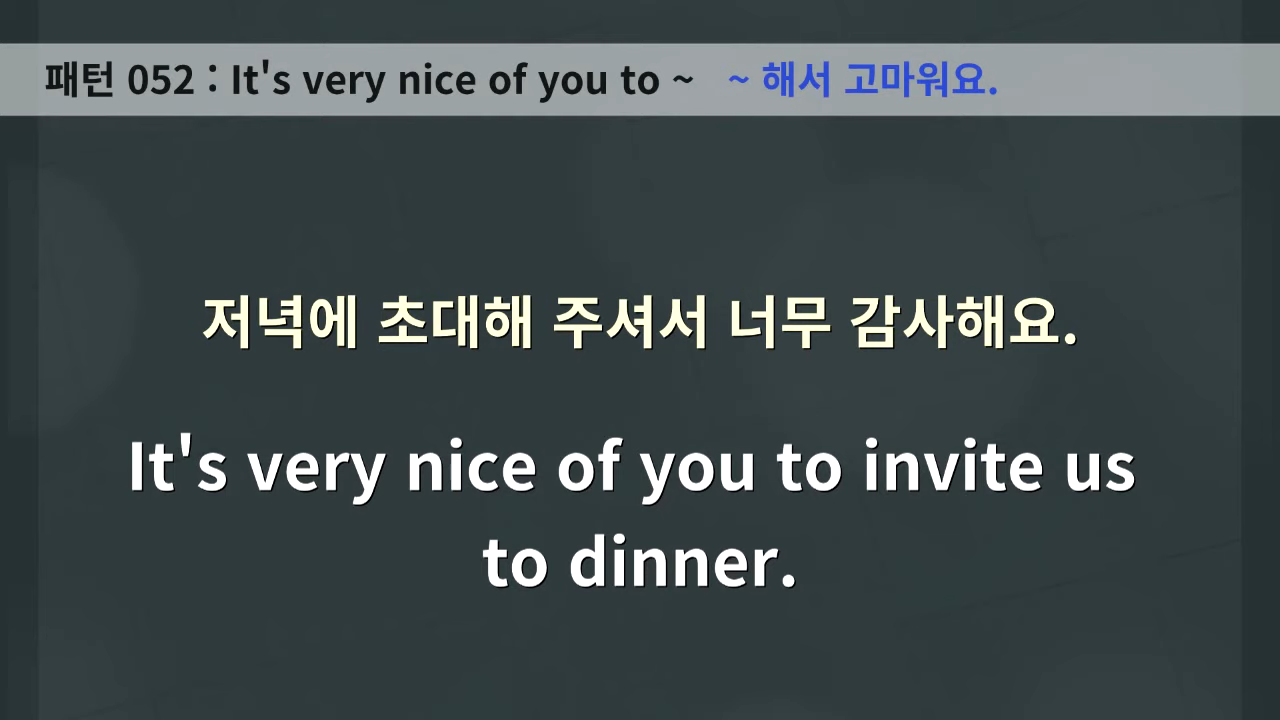 패턴 052 : It's very nice of you to ~ ~ 해서 고마워요.
저녁에 초대해 주셔서 너무 감사해요.
It's very nice of you to invite us
to dinner.